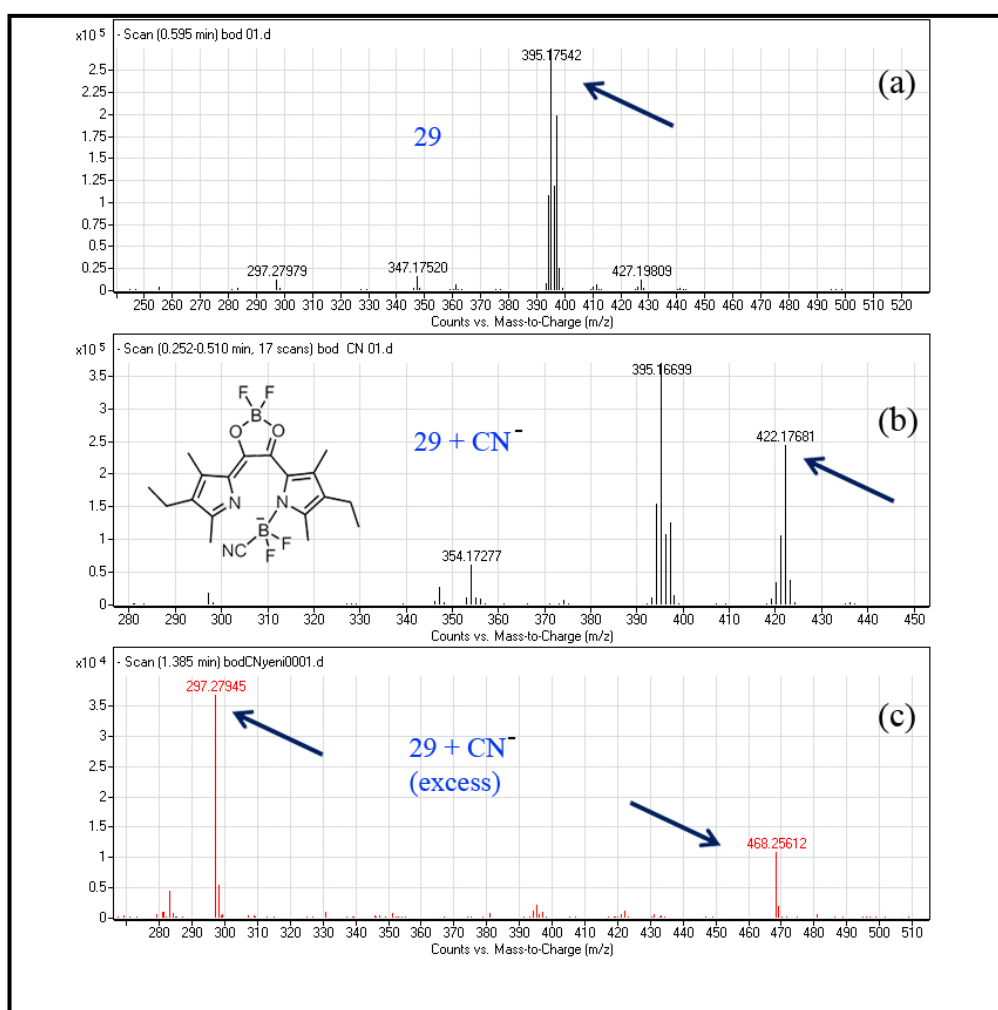 x10 5 - Scan (0.595 min) bod 01.d
395.17542
(a)
29
2.5
2.25
2
1.75
1.5
1.25
1
0.75
0.5
0.25
0
297.27979
347.17520
427.19809
250 260 270 280 290 300 310 320 330 340 350 360 370 380 390 400 410 420 430 440 450 460 470 480 490 500 510 520
Counts vs. Mass-to-Charge (m/z)
x10 5 - Scan (0.252-0.510 min, 17 scans) bod CN 01.d
395.16699
(b)
29 + CN⁻
422.17681
3.5
3
2.5
2
1.5
1
0.5
0
F F
B
O O
N N
B⁻
NC F
F
354.17277
280 290 300 310 320 330 340 350 360 370 380 390 400 410 420 430 440 450
Counts vs. Mass-to-Charge (m/z)
x10 4 - Scan (1.385 min) bodCNyeni0001.d
297.27945
(c)
29 + CN⁻
(excess)
3.5
3
2.5
2
1.5
1
0.5
0
468.25612
280 290 300 310 320 330 340 350 360 370 380 390 400 410 420 430 440 450 460 470 480 490 500 510
Counts vs. Mass-to-Charge (m/z)